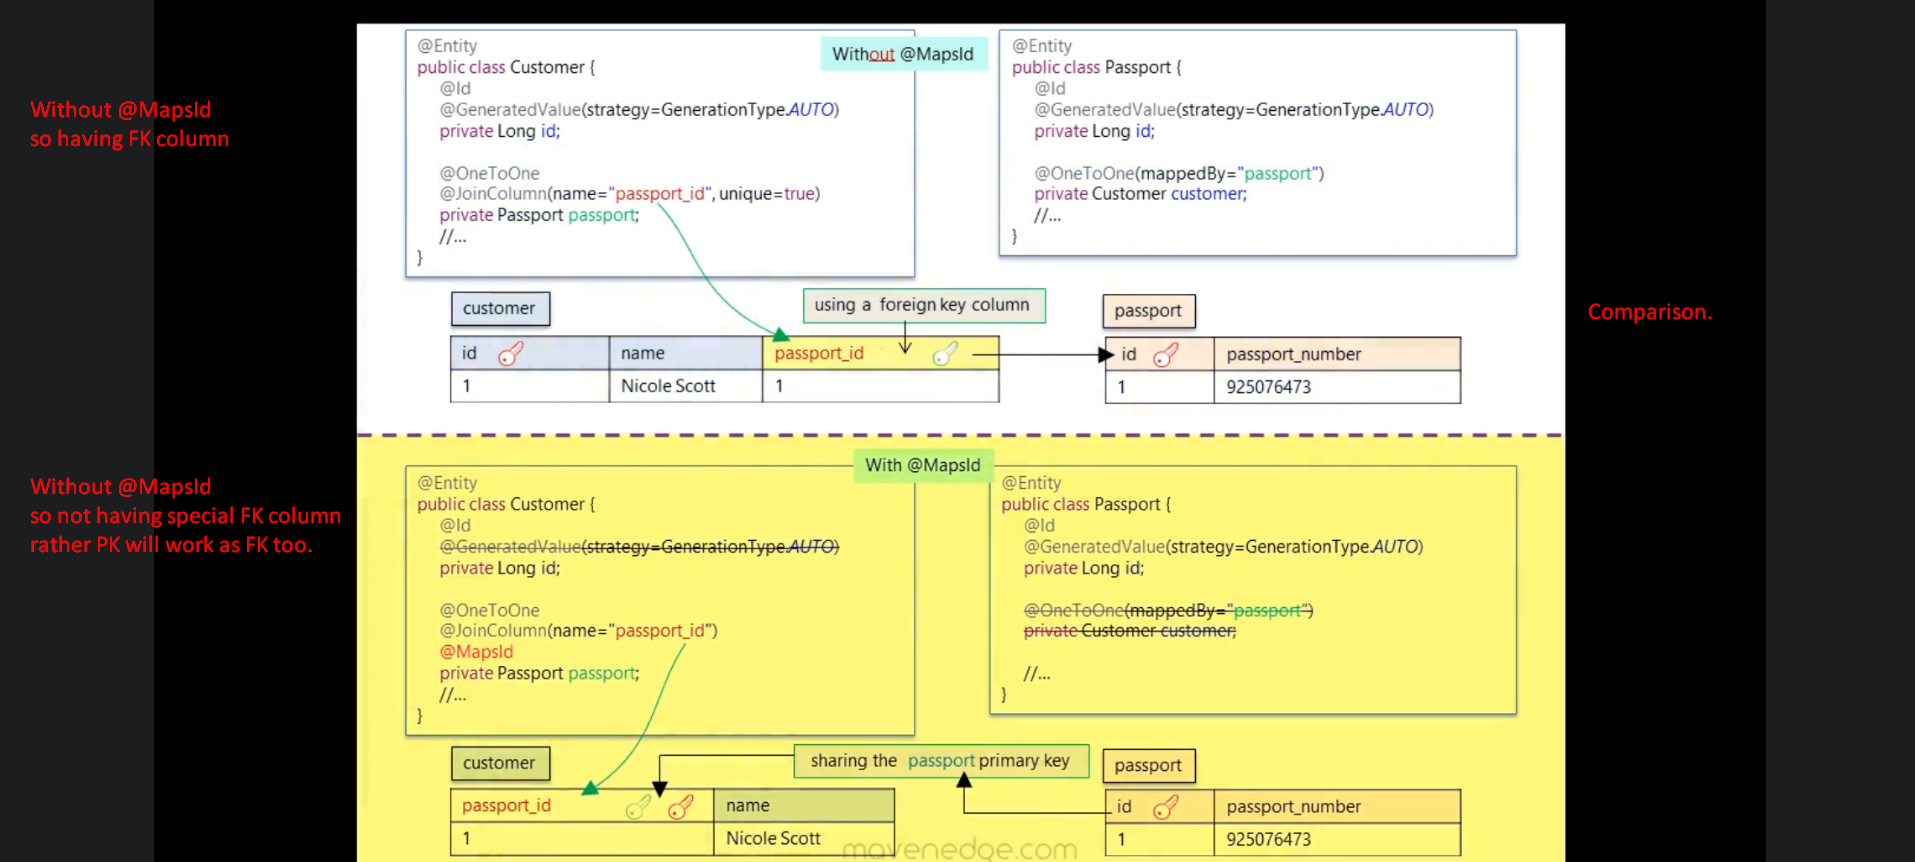 Without @MapsId
so having FK column
@Entity
public class Customer {
@Id
@GeneratedValue(strategy=GenerationType.AUTO)
private Long id;
@OneToOne
@JoinColumn(name="passport_id", unique=true)
private Passport passport;
//...
}
Without @MapsId
@Entity
public class Passport {
@Id
@GeneratedValue(strategy=GenerationType.AUTO)
private Long id;
@OneToOne(mappedBy="passport")
private Customer customer;
//...
}
customer
using a foreign key column
passport
Comparison.
id name passport_id
1 Nicole Scott 1
id passport_number
1 925076473
Without @MapsId
so not having special FK column
rather PK will work as FK too.
With @MapsId
@Entity
public class Customer {
@Id
@GeneratedValue(strategy=GenerationType.AUTO)
private Long id;
@OneToOne
@JoinColumn(name="passport_id")
@MapsId
private Passport passport;
//...
}
@Entity
public class Passport {
@Id
@GeneratedValue(strategy=GenerationType.AUTO)
private Long id;
@OneToOne(mappedBy="passport")
private Customer customer;
//...
}
customer
sharing the passport primary key
passport
passport_id name
1 Nicole Scott
id passport_number
1 925076473
mavenedge.com